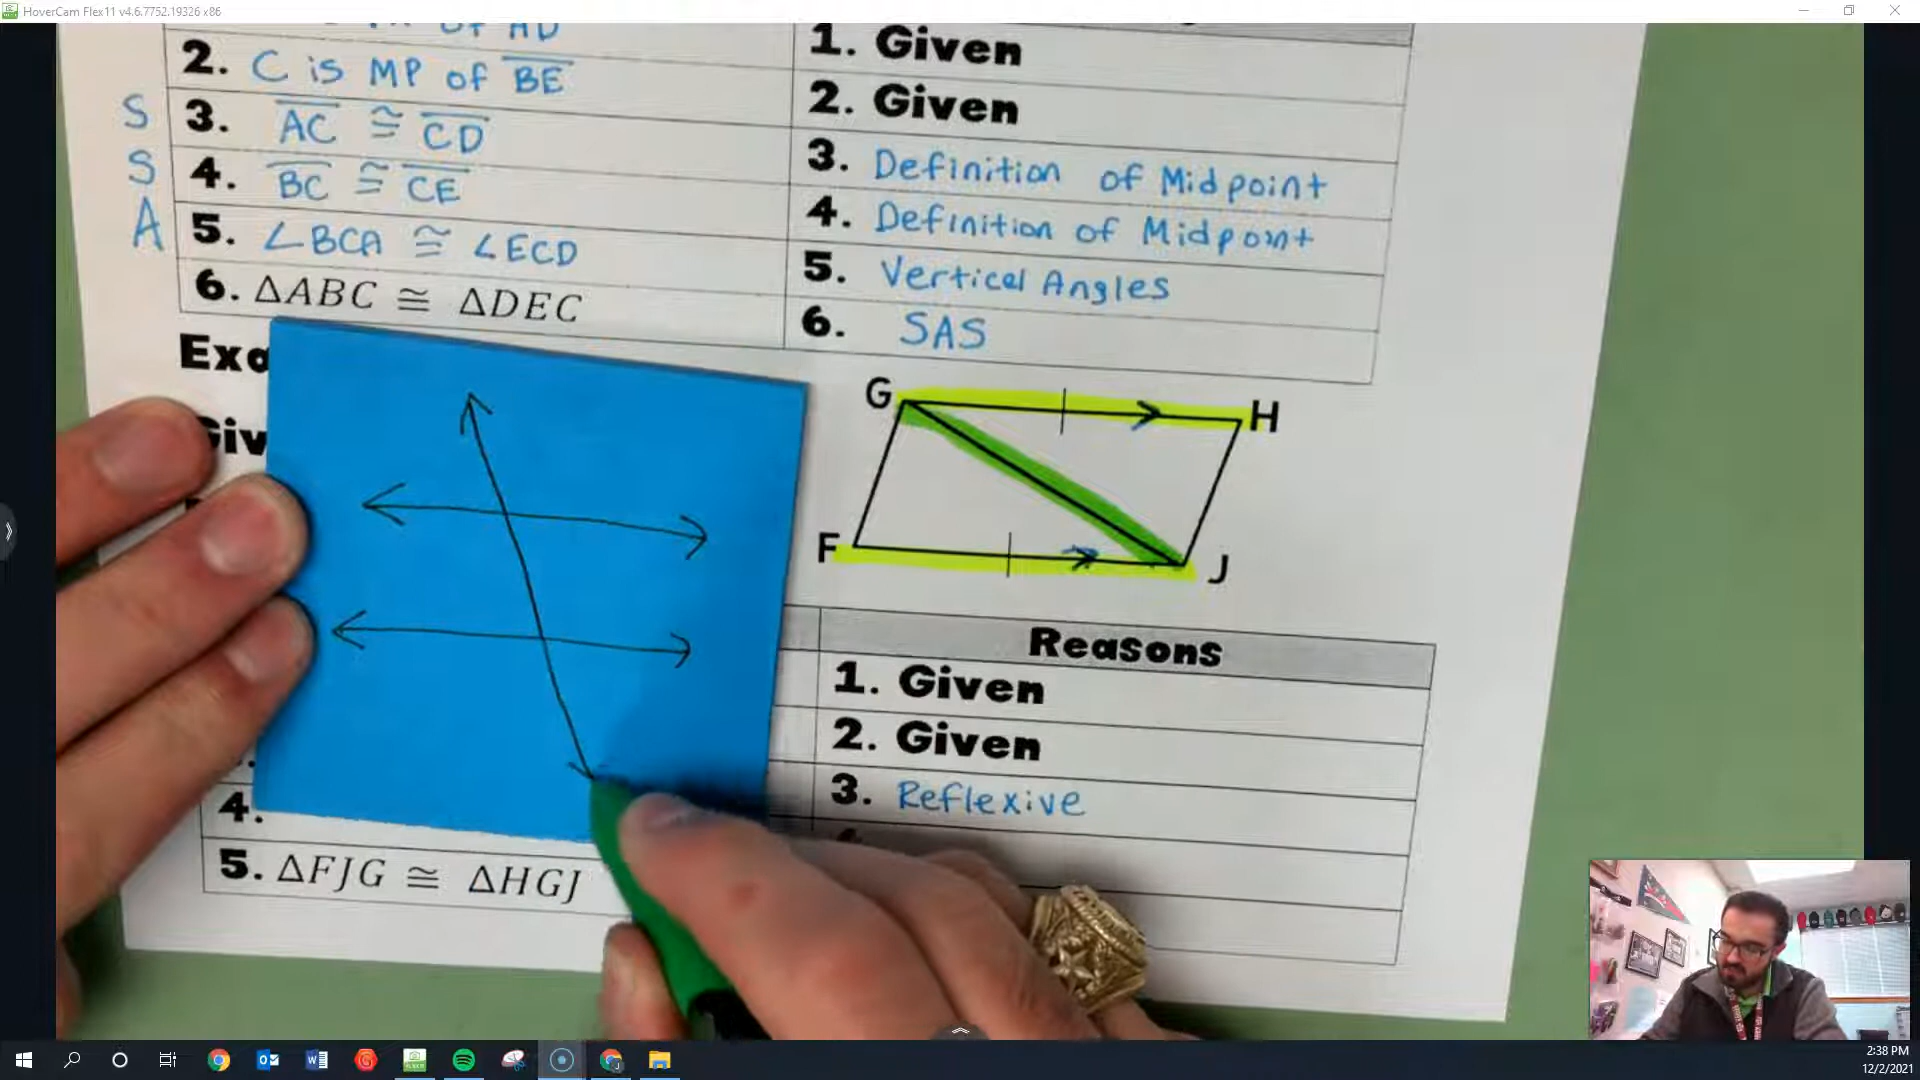 HoverCam Flex11 v4.6.7752.19326 x86
of AD
1. Given
2. C is MP of BE
2. Given
S 3. AC ≅ CD
3. Definition of Midpoint
S 4. BC ≅ CE
4. Definition of Midpoint
A 5. ∠BCA ≅ ∠ECD
5. Vertical Angles
6. ΔABC ≅ ΔDEC
6. SAS
G
H
F
J
Reasons
1. Given
2. Given
3. Reflexive
4.
5. ΔFJG ≅ ΔHGJ
2:38 PM
12/2/2021